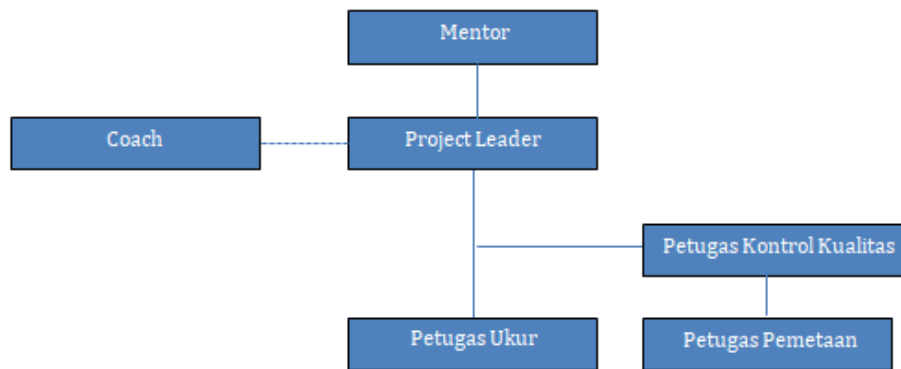 Mentor
Coach
Project Leader
Petugas Kontrol Kualitas
Petugas Ukur
Petugas Pemetaan